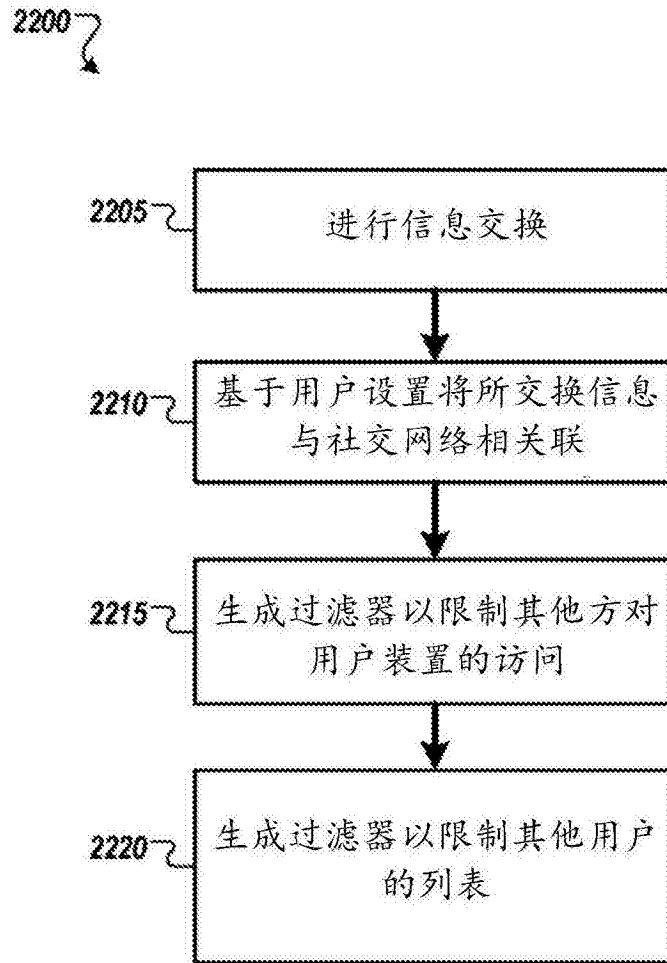 2200
2205
进行信息交换
2210
基于用户设置将所交换信息
与社交网络相关联
2215
生成过滤器以限制其他方对
用户装置的访问
2220
生成过滤器以限制其他用户
的列表